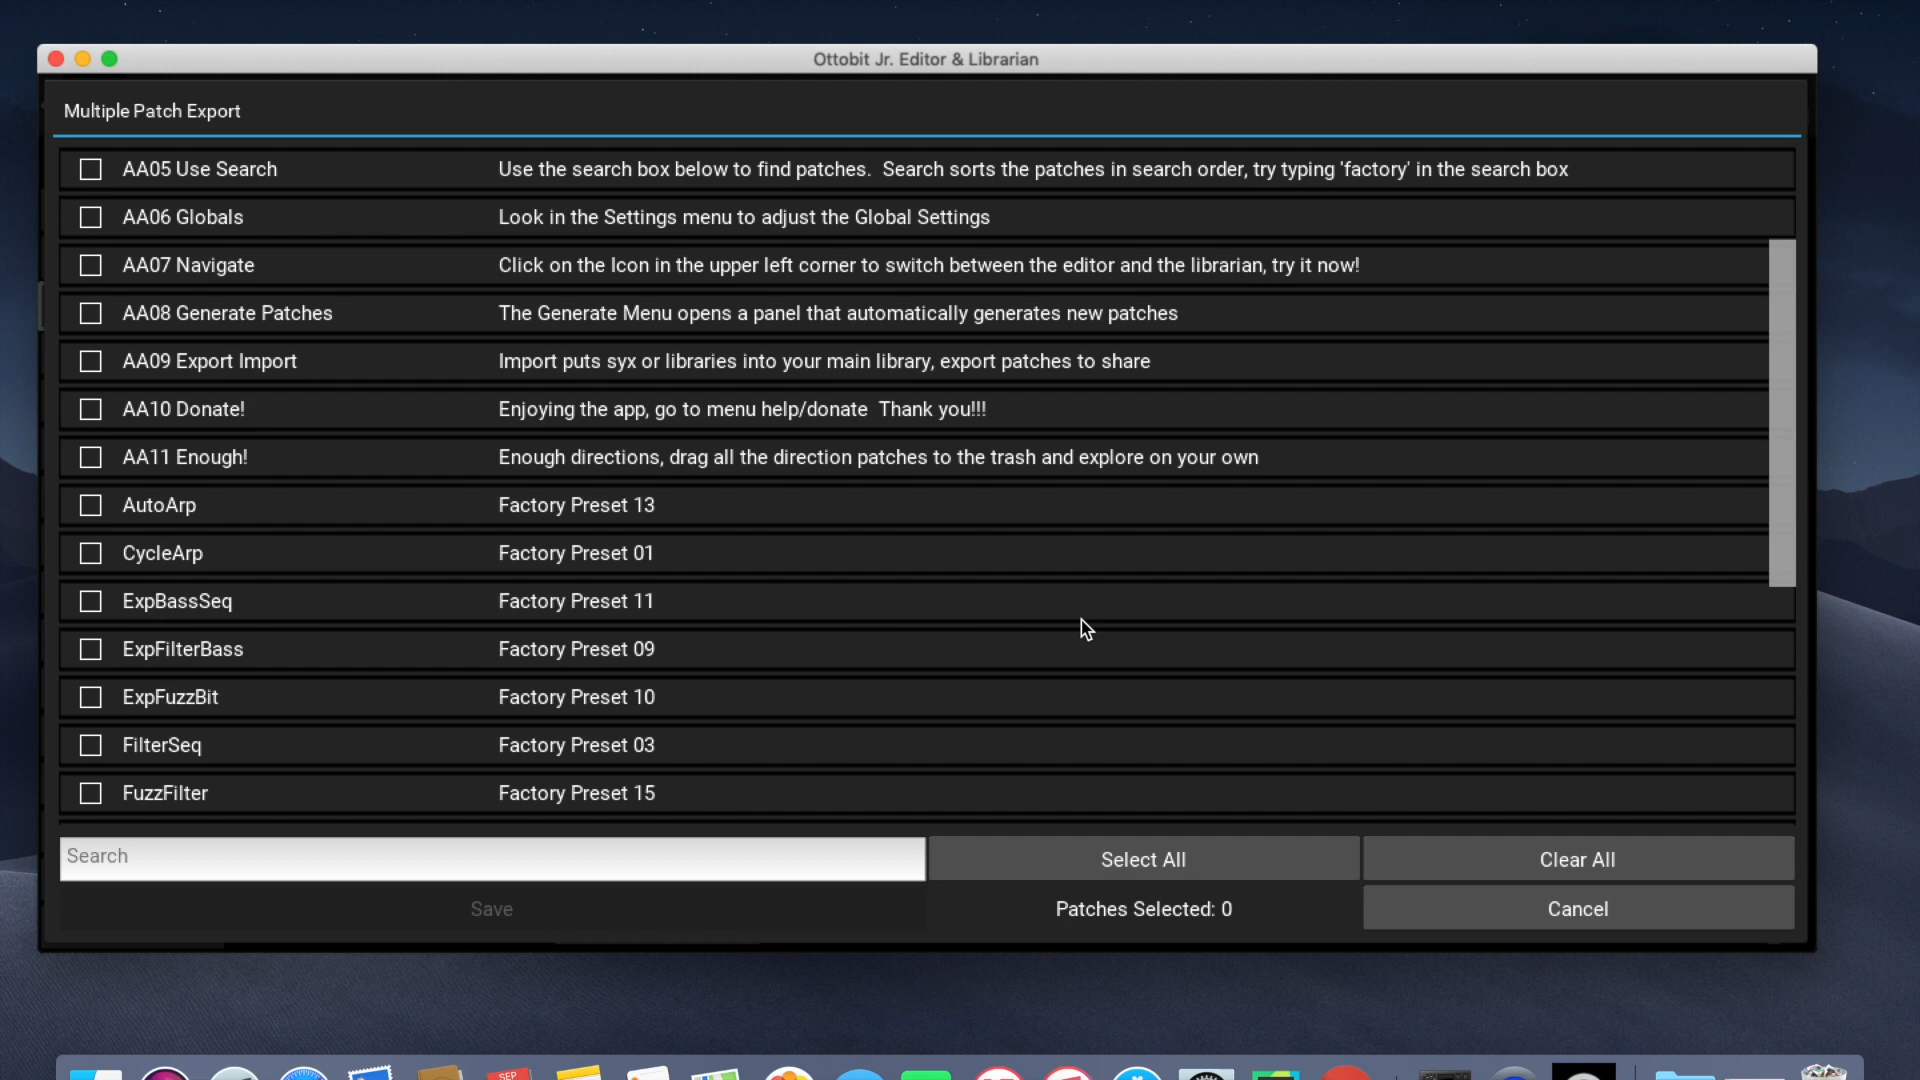 Ottobit Jr. Editor & Librarian
Multiple Patch Export
AA05 Use Search Use the search box below to find patches.  Search sorts the patches in search order, try typing 'factory' in the search box
AA06 Globals Look in the Settings menu to adjust the Global Settings
AA07 Navigate Click on the Icon in the upper left corner to switch between the editor and the librarian, try it now!
AA08 Generate Patches The Generate Menu opens a panel that automatically generates new patches
AA09 Export Import Import puts syx or libraries into your main library, export patches to share
AA10 Donate! Enjoying the app, go to menu help/donate  Thank you!!!
AA11 Enough! Enough directions, drag all the direction patches to the trash and explore on your own
AutoArp Factory Preset 13
CycleArp Factory Preset 01
ExpBassSeq Factory Preset 11
ExpFilterBass Factory Preset 09
ExpFuzzBit Factory Preset 10
FilterSeq Factory Preset 03
FuzzFilter Factory Preset 15
Search Select All Clear All
Save Patches Selected: 0 Cancel
SEP